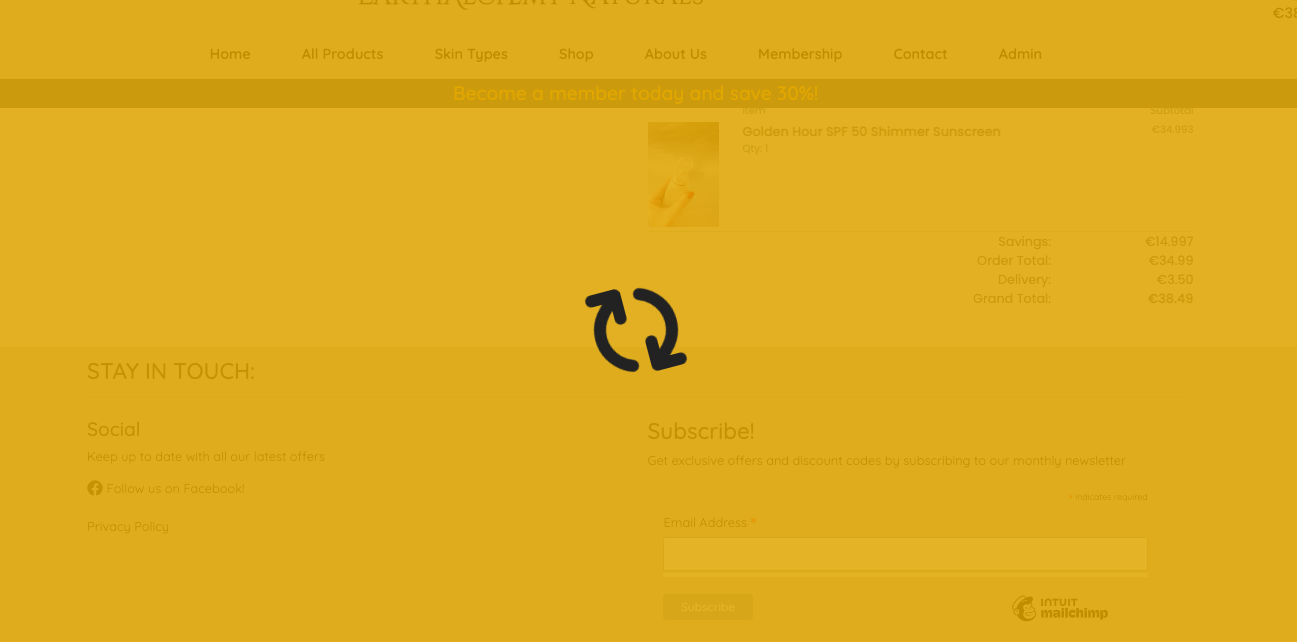 EARTH ALCHEMY NATURALS
€38
Home All Products Skin Types Shop About Us Membership Contact Admin
Become a member today and save 30%!
Item Subtotal
Golden Hour SPF 50 Shimmer Sunscreen €34.993
Qty: 1
Savings: €14.997
Order Total: €34.99
Delivery: €3.50
Grand Total: €38.49
STAY IN TOUCH:
Social
Keep up to date with all our latest offers
Follow us on Facebook!
Privacy Policy
Subscribe!
Get exclusive offers and discount codes by subscribing to our monthly newsletter
* indicates required
Email Address *
Subscribe
INTUIT
mailchimp